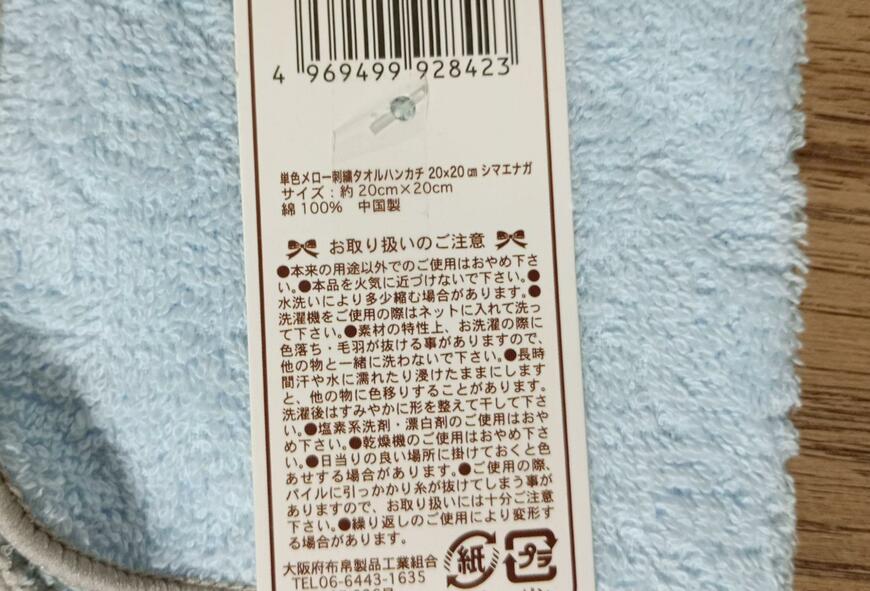 4 969499 928423
単色メロー刺繍タオルハンカチ 20x20㎝ シマエナガ
サイズ：約20cm×20cm
綿 100%　中国製
お取り扱いのご注意
●本来の用途以外でのご使用はおやめ下さ
い。●本品を火気に近づけないで下さい。●
水洗いにより多少縮む場合があります。●
洗濯機をご使用の際はネットに入れて洗っ
て下さい。●素材の特性上、お洗濯の際に
色落ち・毛羽が抜ける事がありますので、
他の物と一緒に洗わないで下さい。●長時
間汗や水に濡れたり浸けたままにします
と、他の物に色移りすることがあります。
洗濯後はすみやかに形を整えて干して下さ
い。●塩素系洗剤・漂白剤のご使用はおや
め下さい。●乾燥機のご使用はおやめ下さ
い。●日当りの良い場所に掛けておくと色
あせする場合があります。●ご使用の際、
パイルに引っかかり糸が抜けてしまう事が
ありますので、お取り扱いには十分ご注意
下さい。●繰り返しのご使用により変形す
る場合があります。
大阪府布帛製品工業組合
TEL06-6443-1635
紙
プラ